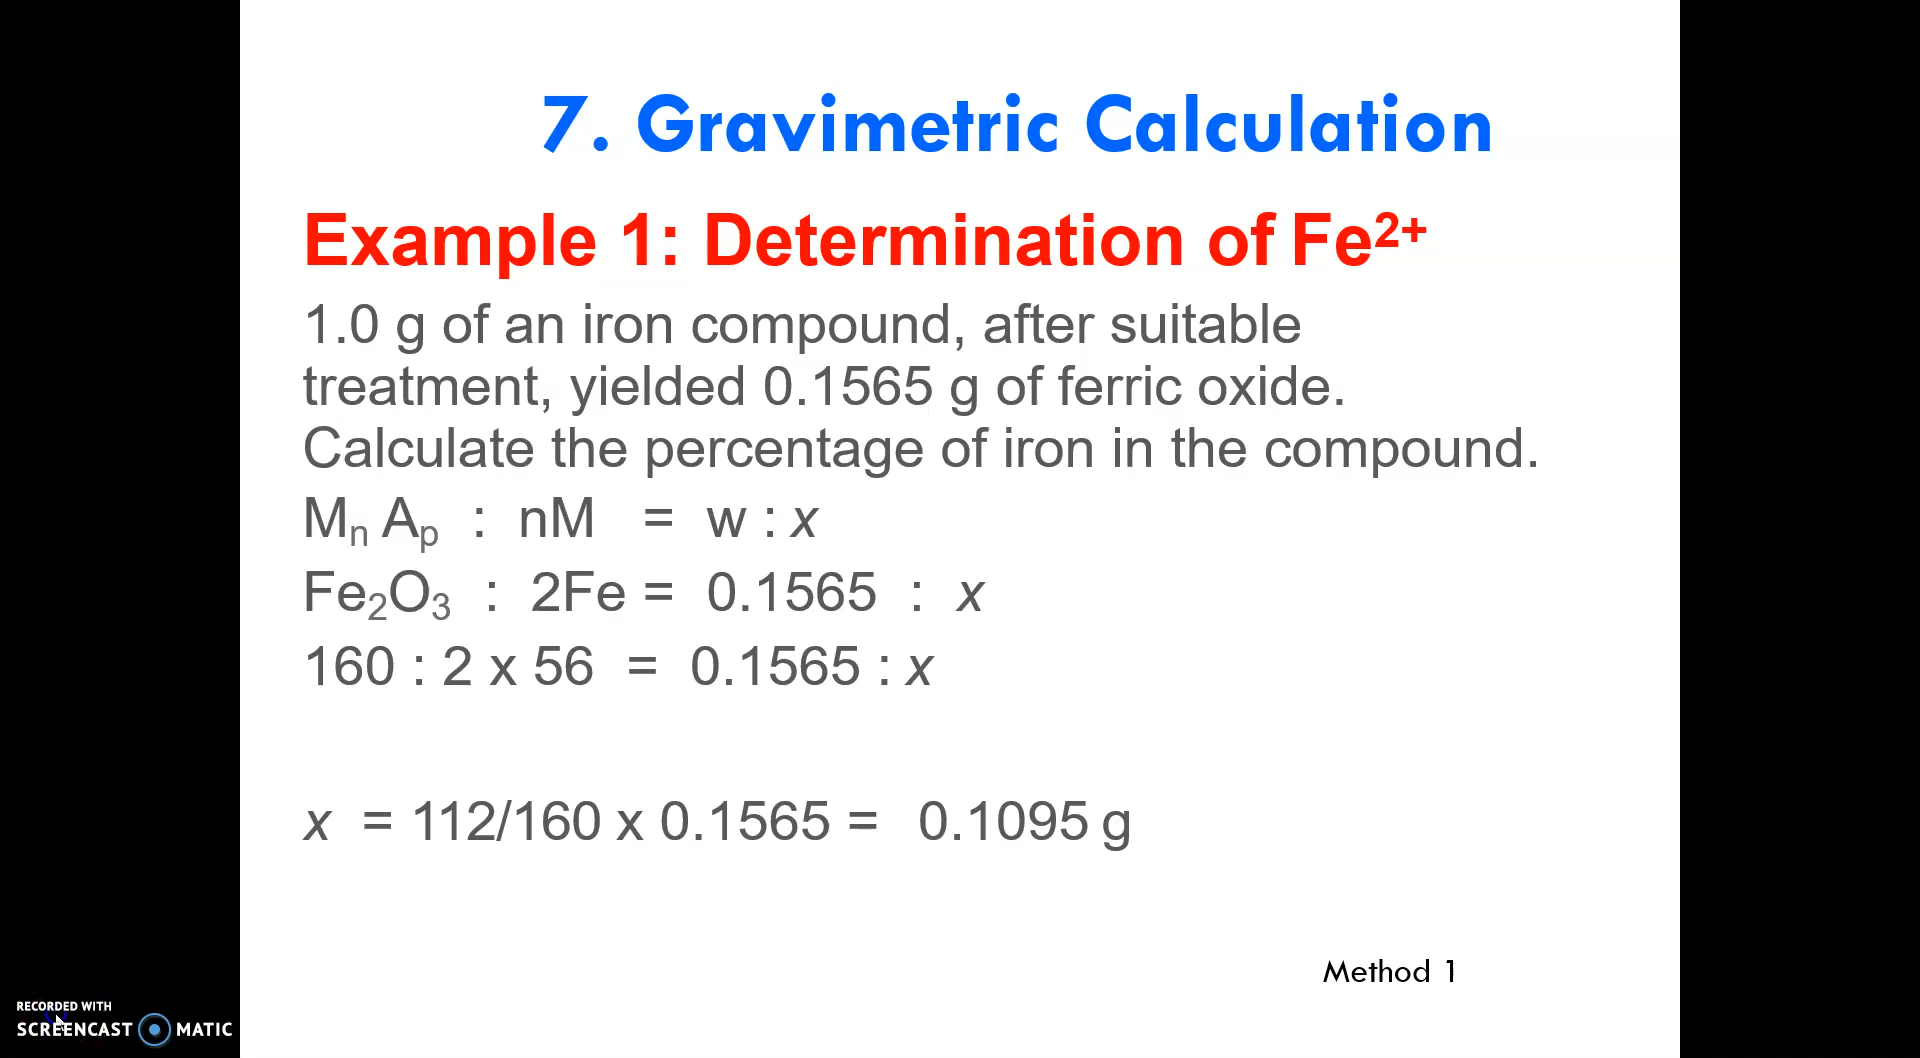 7. Gravimetric Calculation
Example 1: Determination of Fe²⁺
1.0 g of an iron compound, after suitable
treatment, yielded 0.1565 g of ferric oxide.
Calculate the percentage of iron in the compound.
Mₙ Aₚ : nM = w : x
Fe₂O₃ : 2Fe = 0.1565 : x
160 : 2 x 56 = 0.1565 : x
x = 112/160 x 0.1565 = 0.1095 g
Method 1
RECORDED WITH
SCREENCAST MATIC